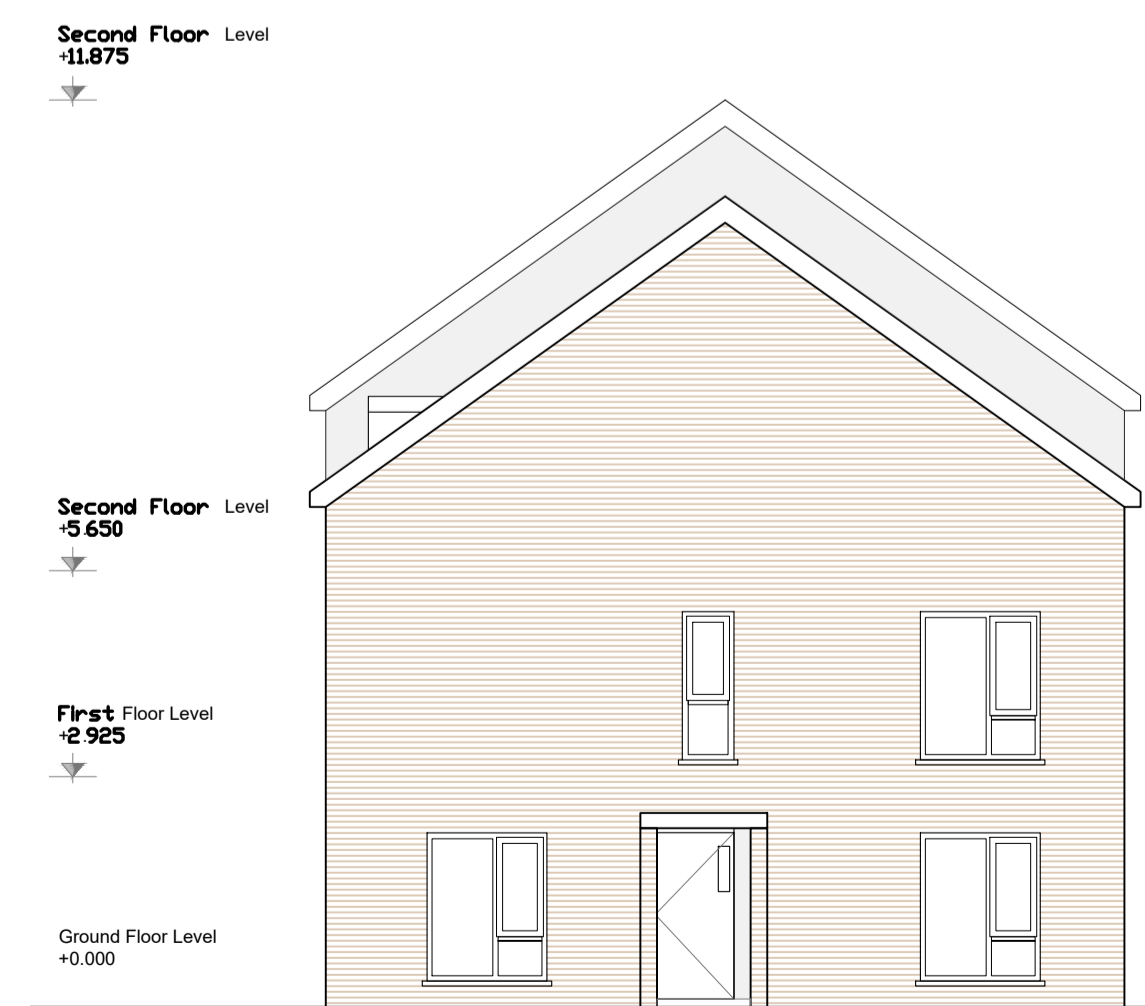 Second Floor Level
+11.875
Second Floor Level
+5.650
First Floor Level
+2.925
Ground Floor Level
+0.000